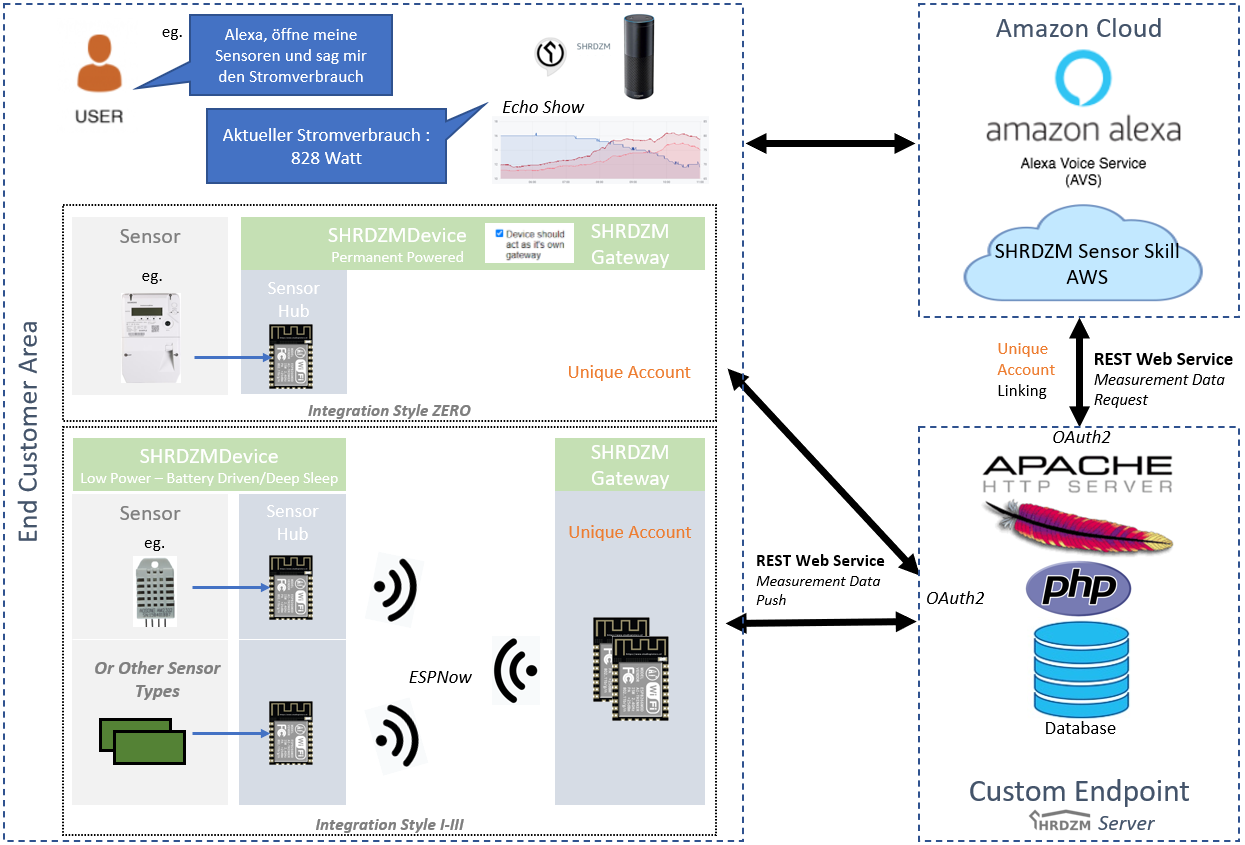 eg.
Alexa, öffne meine
Sensoren und sag mir
den Stromverbrauch
USER
Aktueller Stromverbrauch :
828 Watt
SHRDZM
Echo Show
End Customer Area
Sensor
eg.
SHRDZMDevice
Permanent Powered
Device should
act as it's own
gateway
SHRDZM
Gateway
Sensor
Hub
Unique Account
Integration Style ZERO
SHRDZMDevice
Low Power – Battery Driven/Deep Sleep
SHRDZM
Gateway
Sensor
eg.
Sensor
Hub
Unique Account
Or Other Sensor
Types
ESPNow
Integration Style I-III
Amazon Cloud
amazon alexa
Alexa Voice Service
(AVS)
SHRDZM Sensor Skill
AWS
Unique
Account
Linking
REST Web Service
Measurement Data
Request
REST Web Service
Measurement Data
Push
OAuth2
OAuth2
APACHE
HTTP SERVER
php
Database
Custom Endpoint
HRDZM Server